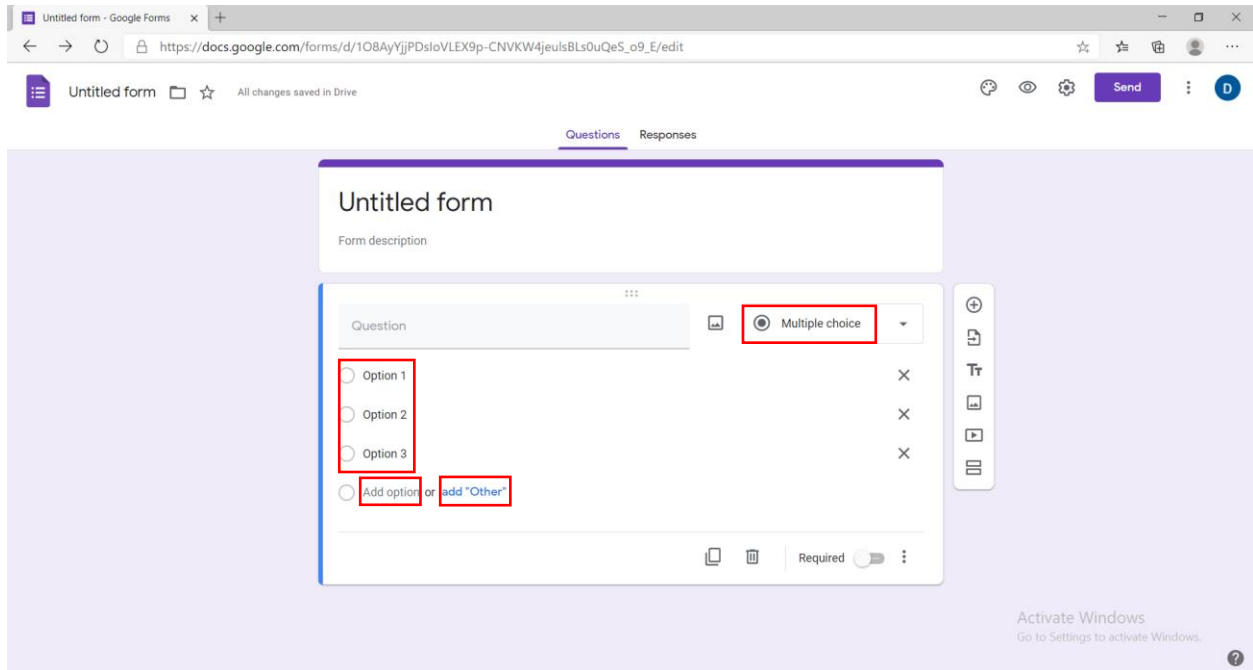 Untitled form - Google Forms
https://docs.google.com/forms/d/1O8AyYjjPDsIoVLEX9p-CNVKW4jeulsBLs0uQeS_o9_E/edit
Untitled form All changes saved in Drive Send D
Questions Responses
Untitled form
Form description
Question Multiple choice
Option 1
Option 2
Option 3
Add option or add "Other"
Required
Activate Windows
Go to Settings to activate Windows.